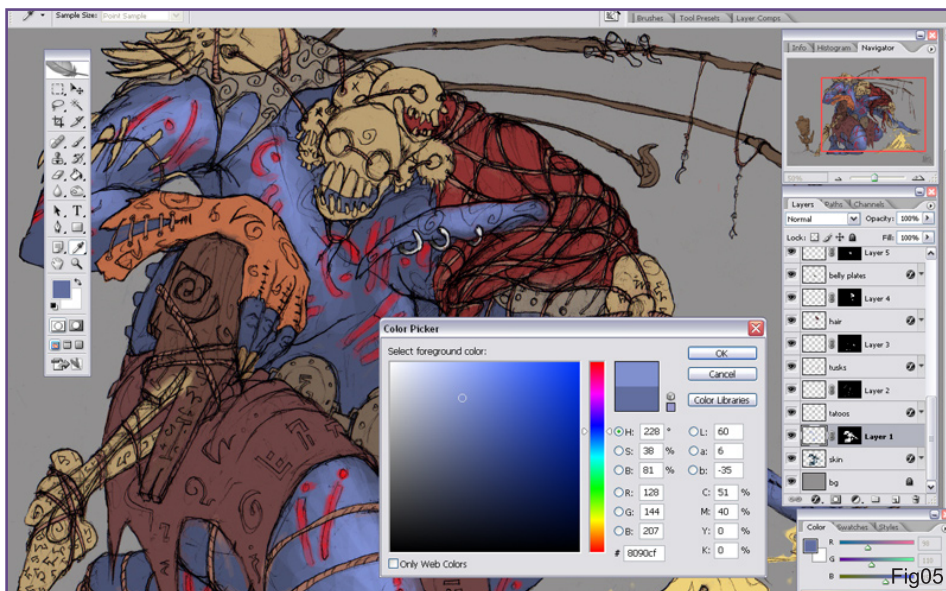 Sample Size: Point Sample
Brushes Tool Presets Layer Comps
Info Histogram Navigator
50%
Layers Paths Channels
Normal Opacity: 100%
Lock: Fill: 100%
Layer 5
belly plates
Layer 4
hair
Layer 3
tusks
Layer 2
tatoos
Layer 1
skin
bg
Color Swatches Styles
R
G
B
Color Picker
Select foreground color:
OK
Cancel
Color Libraries
H: 228 ° L: 60
S: 38 % a: 6
B: 81 % b: -35
R: 128 C: 51 %
G: 144 M: 40 %
B: 207 Y: 0 %
# 8090cf K: 0 %
Only Web Colors
Fig05